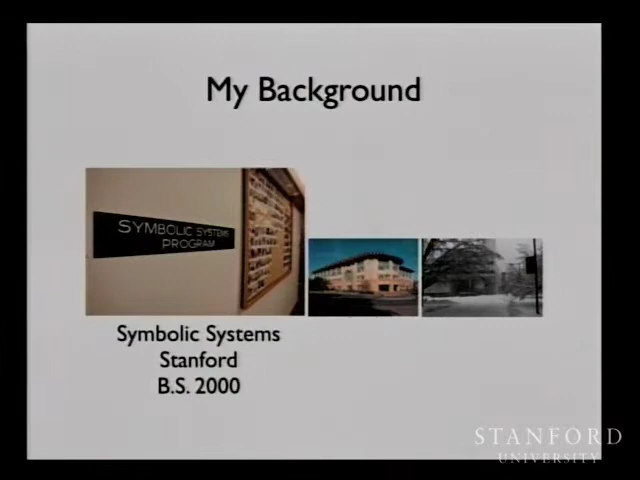 My Background
SYMBOLIC SYSTEMS
PROGRAM
Symbolic Systems
Stanford
B.S. 2000
STANFORD
UNIVERSITY